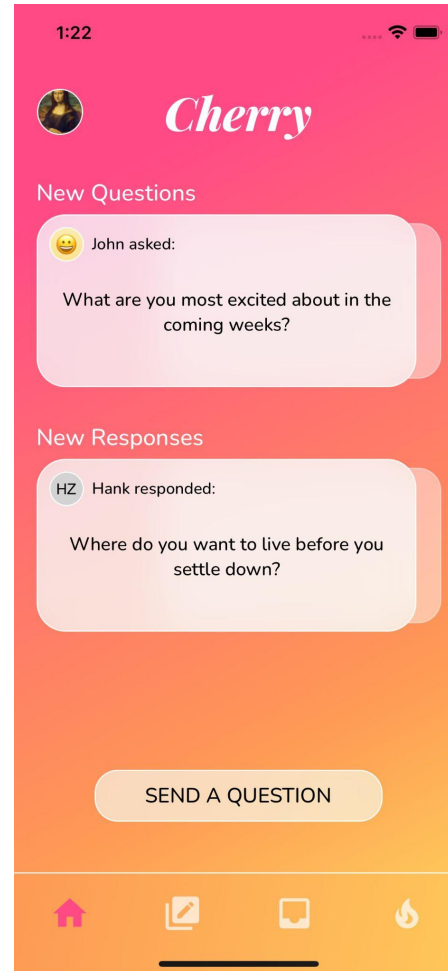 1:22
Cherry
New Questions
John asked:
What are you most excited about in the
coming weeks?
New Responses
HZ Hank responded:
Where do you want to live before you
settle down?
SEND A QUESTION